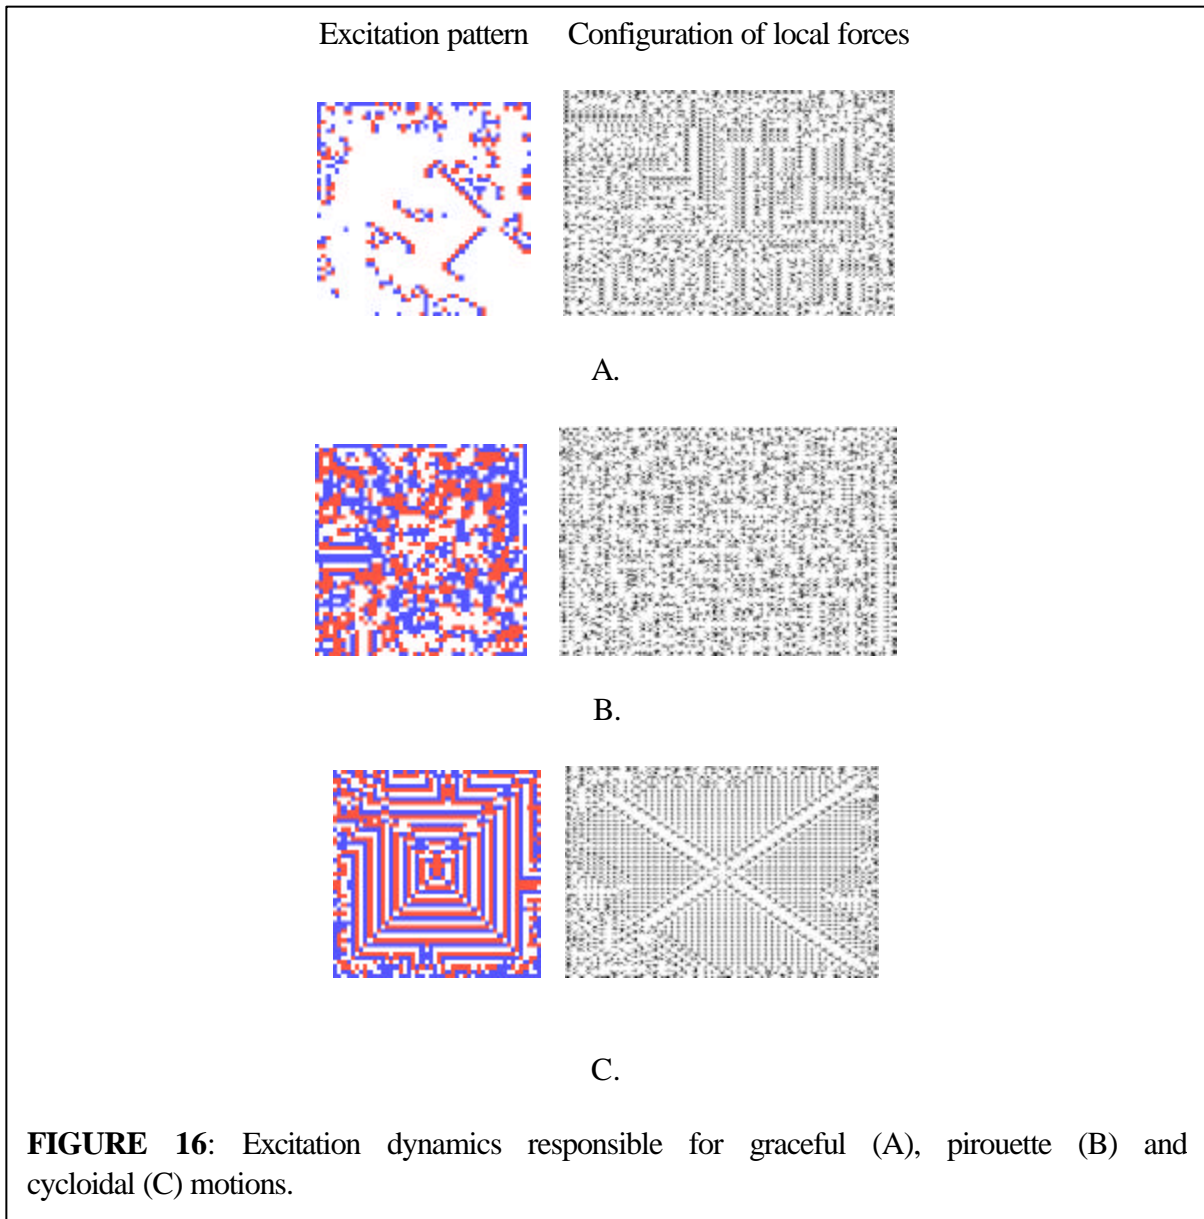 Excitation pattern Configuration of local forces
A.
B.
C.
FIGURE 16: Excitation dynamics responsible for graceful (A), pirouette (B) and
cycloidal (C) motions.